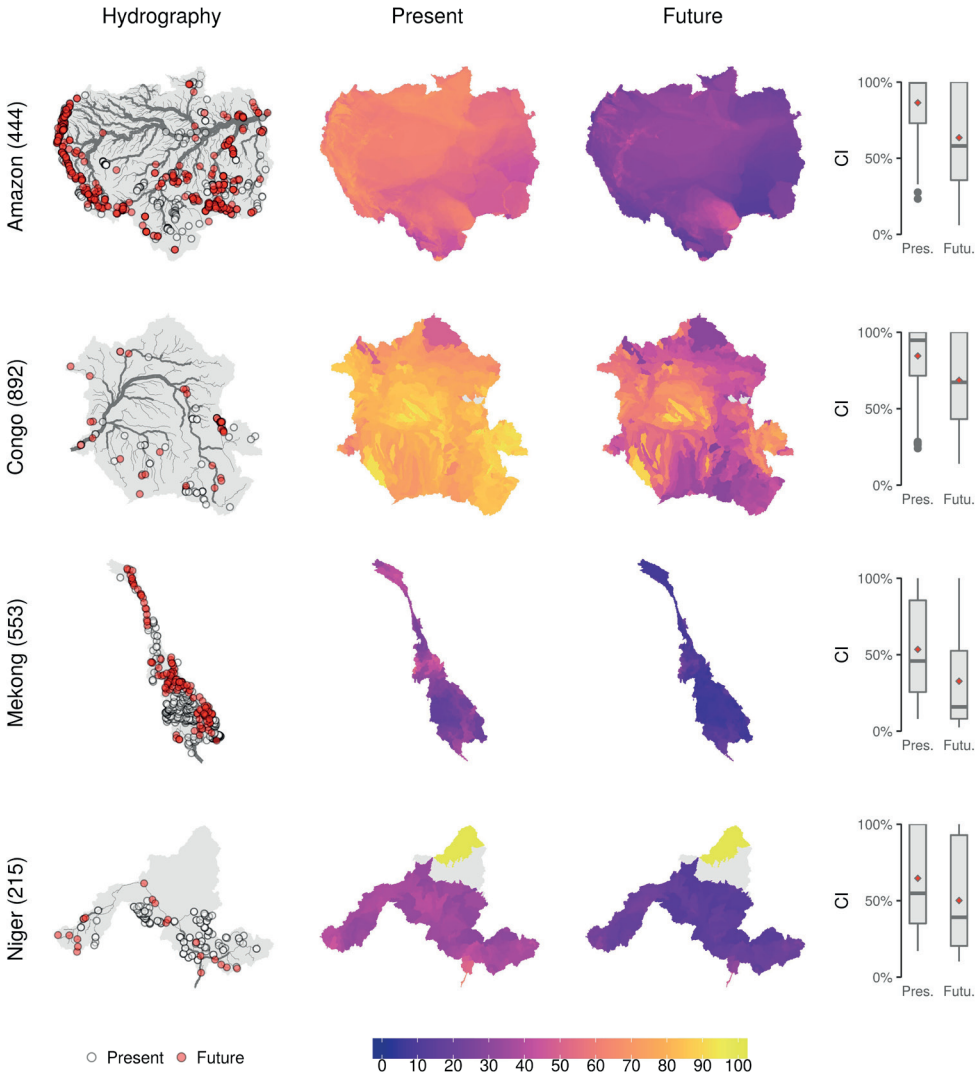 Hydrography Present Future
Amazon (444)
CI
100%
50%
0%
Pres. Futu.
Congo (892)
CI
100%
50%
0%
Pres. Futu.
Mekong (553)
CI
100%
50%
0%
Pres. Futu.
Niger (215)
CI
100%
50%
0%
Pres. Futu.
Present Future
0 10 20 30 40 50 60 70 80 90 100